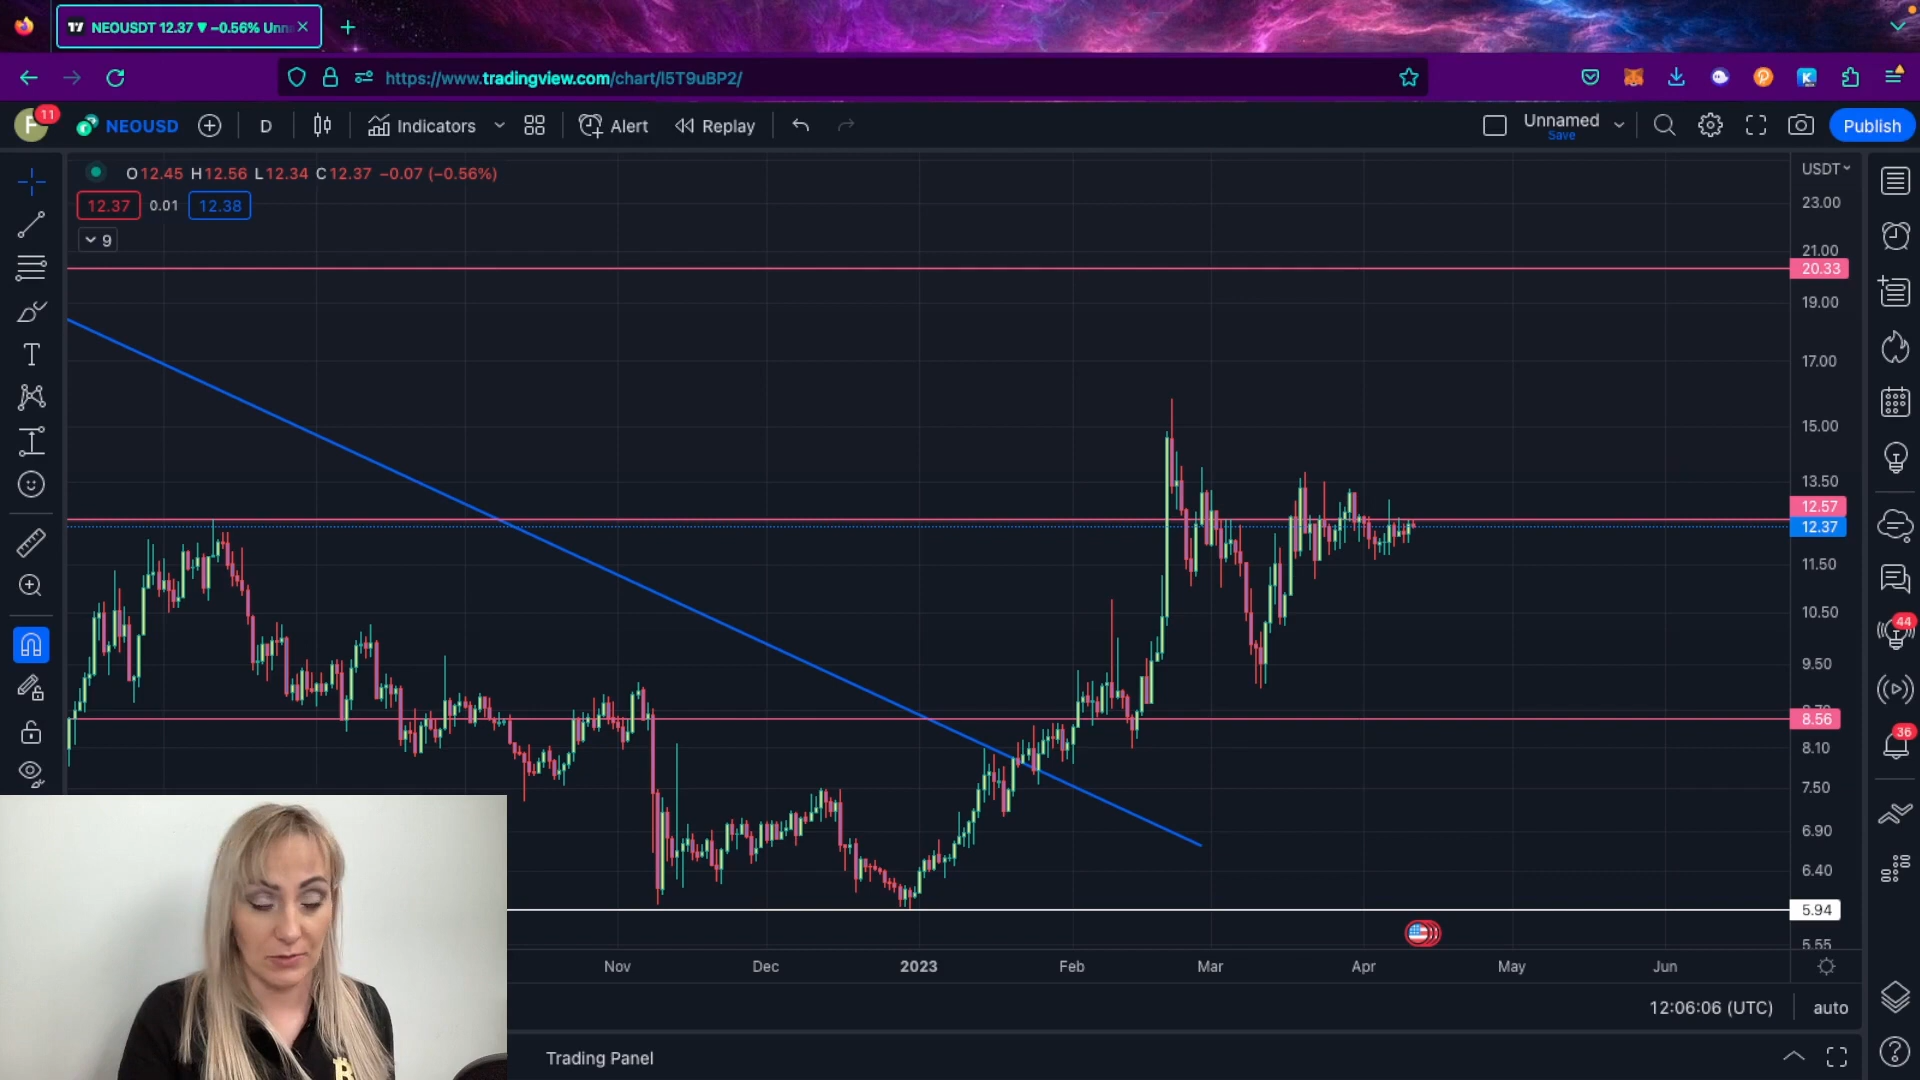 NEOUSDT 12.37 ▼ −0.56% Unn
https://www.tradingview.com/chart/I5T9uBP2/
11
NEOUSD
D
Indicators
Alert
Replay
Unnamed
Save
Publish
O12.45 H12.56 L12.34 C12.37 −0.07 (−0.56%)
12.37
0.01
12.38
9
USDT
23.00
21.00
20.33
19.00
17.00
15.00
13.50
12.57
12.37
11.50
10.50
9.50
8.56
8.10
7.50
6.90
6.40
5.94
5.55
44
36
Nov
Dec
2023
Feb
Mar
Apr
May
Jun
12:06:06 (UTC)
auto
Trading Panel